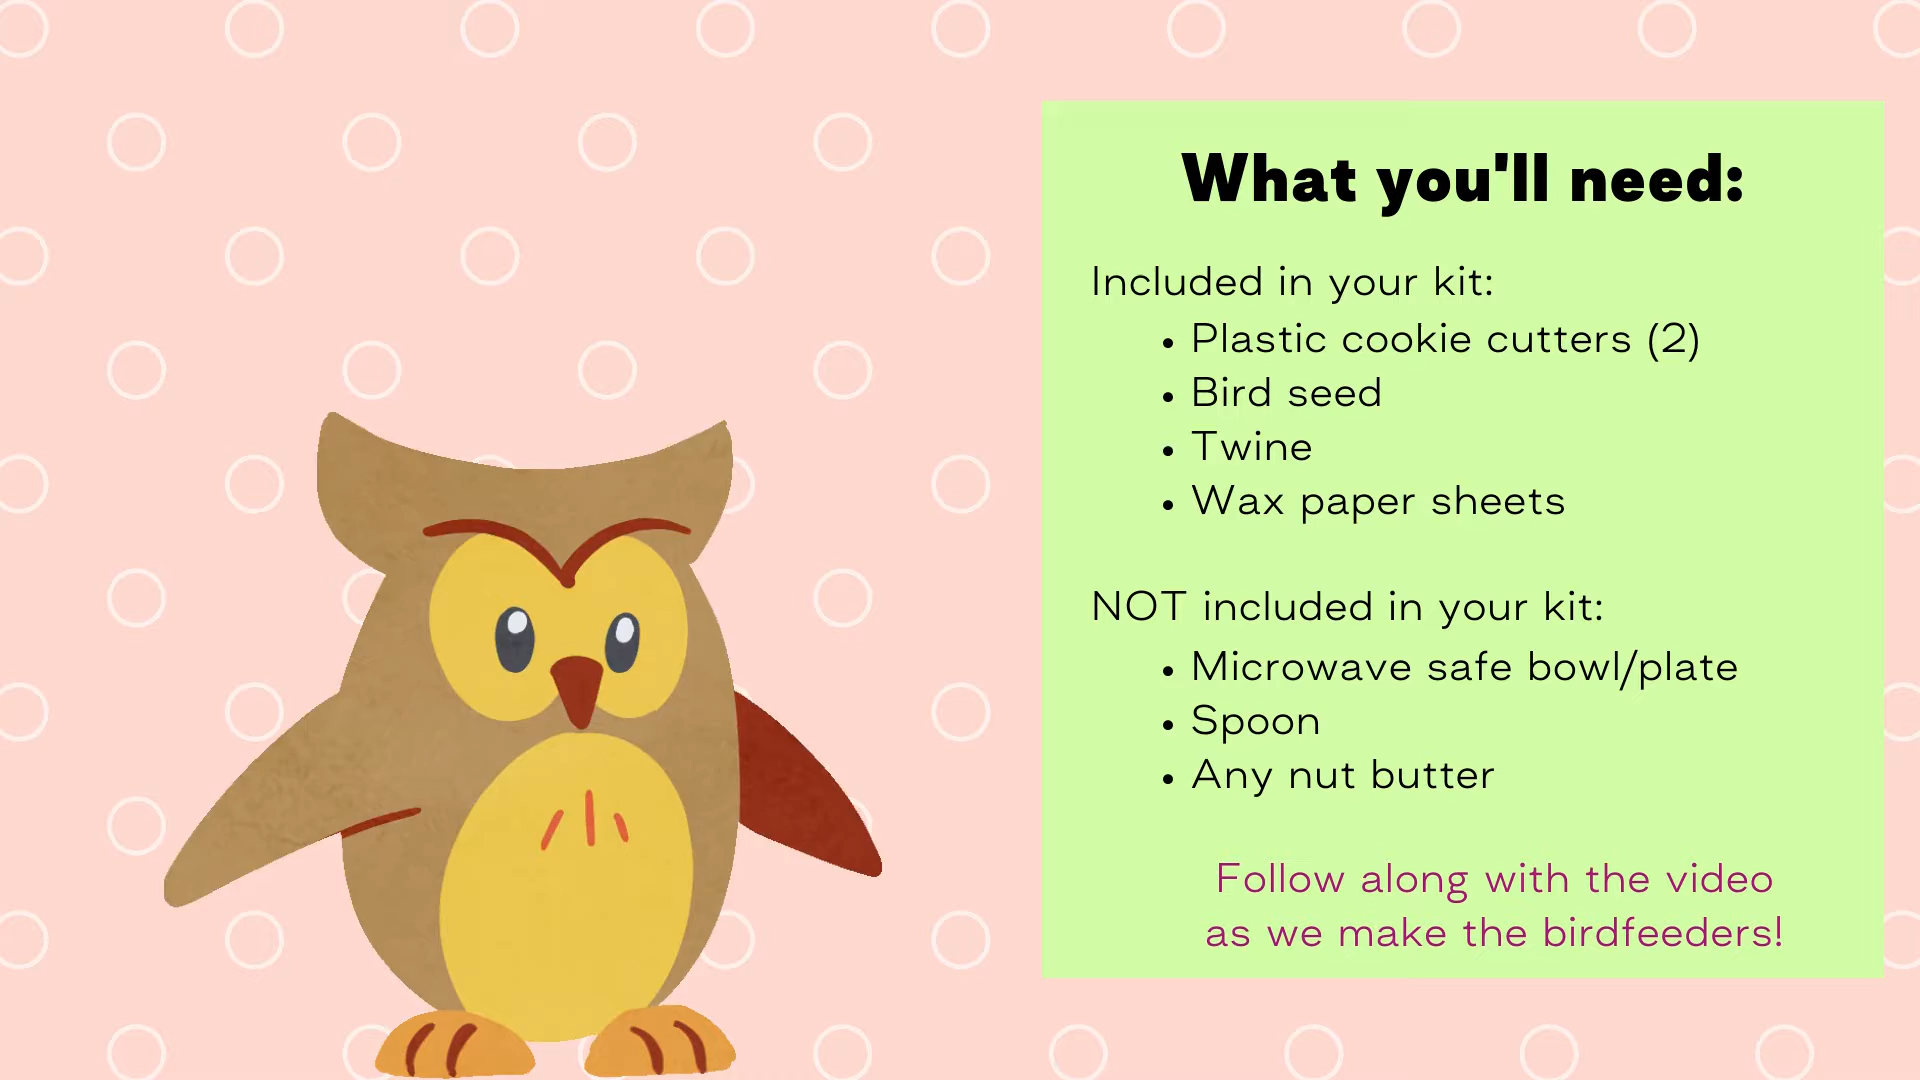 What you'll need:
Included in your kit:
• Plastic cookie cutters (2)
• Bird seed
• Twine
• Wax paper sheets
NOT included in your kit:
• Microwave safe bowl/plate
• Spoon
• Any nut butter
Follow along with the video
as we make the birdfeeders!